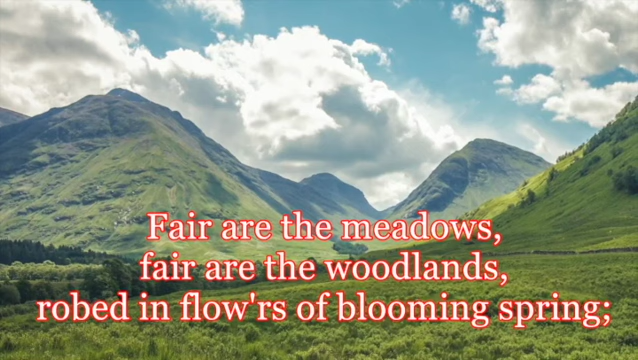 Fair are the meadows,
fair are the woodlands,
robed in flow'rs of blooming spring;